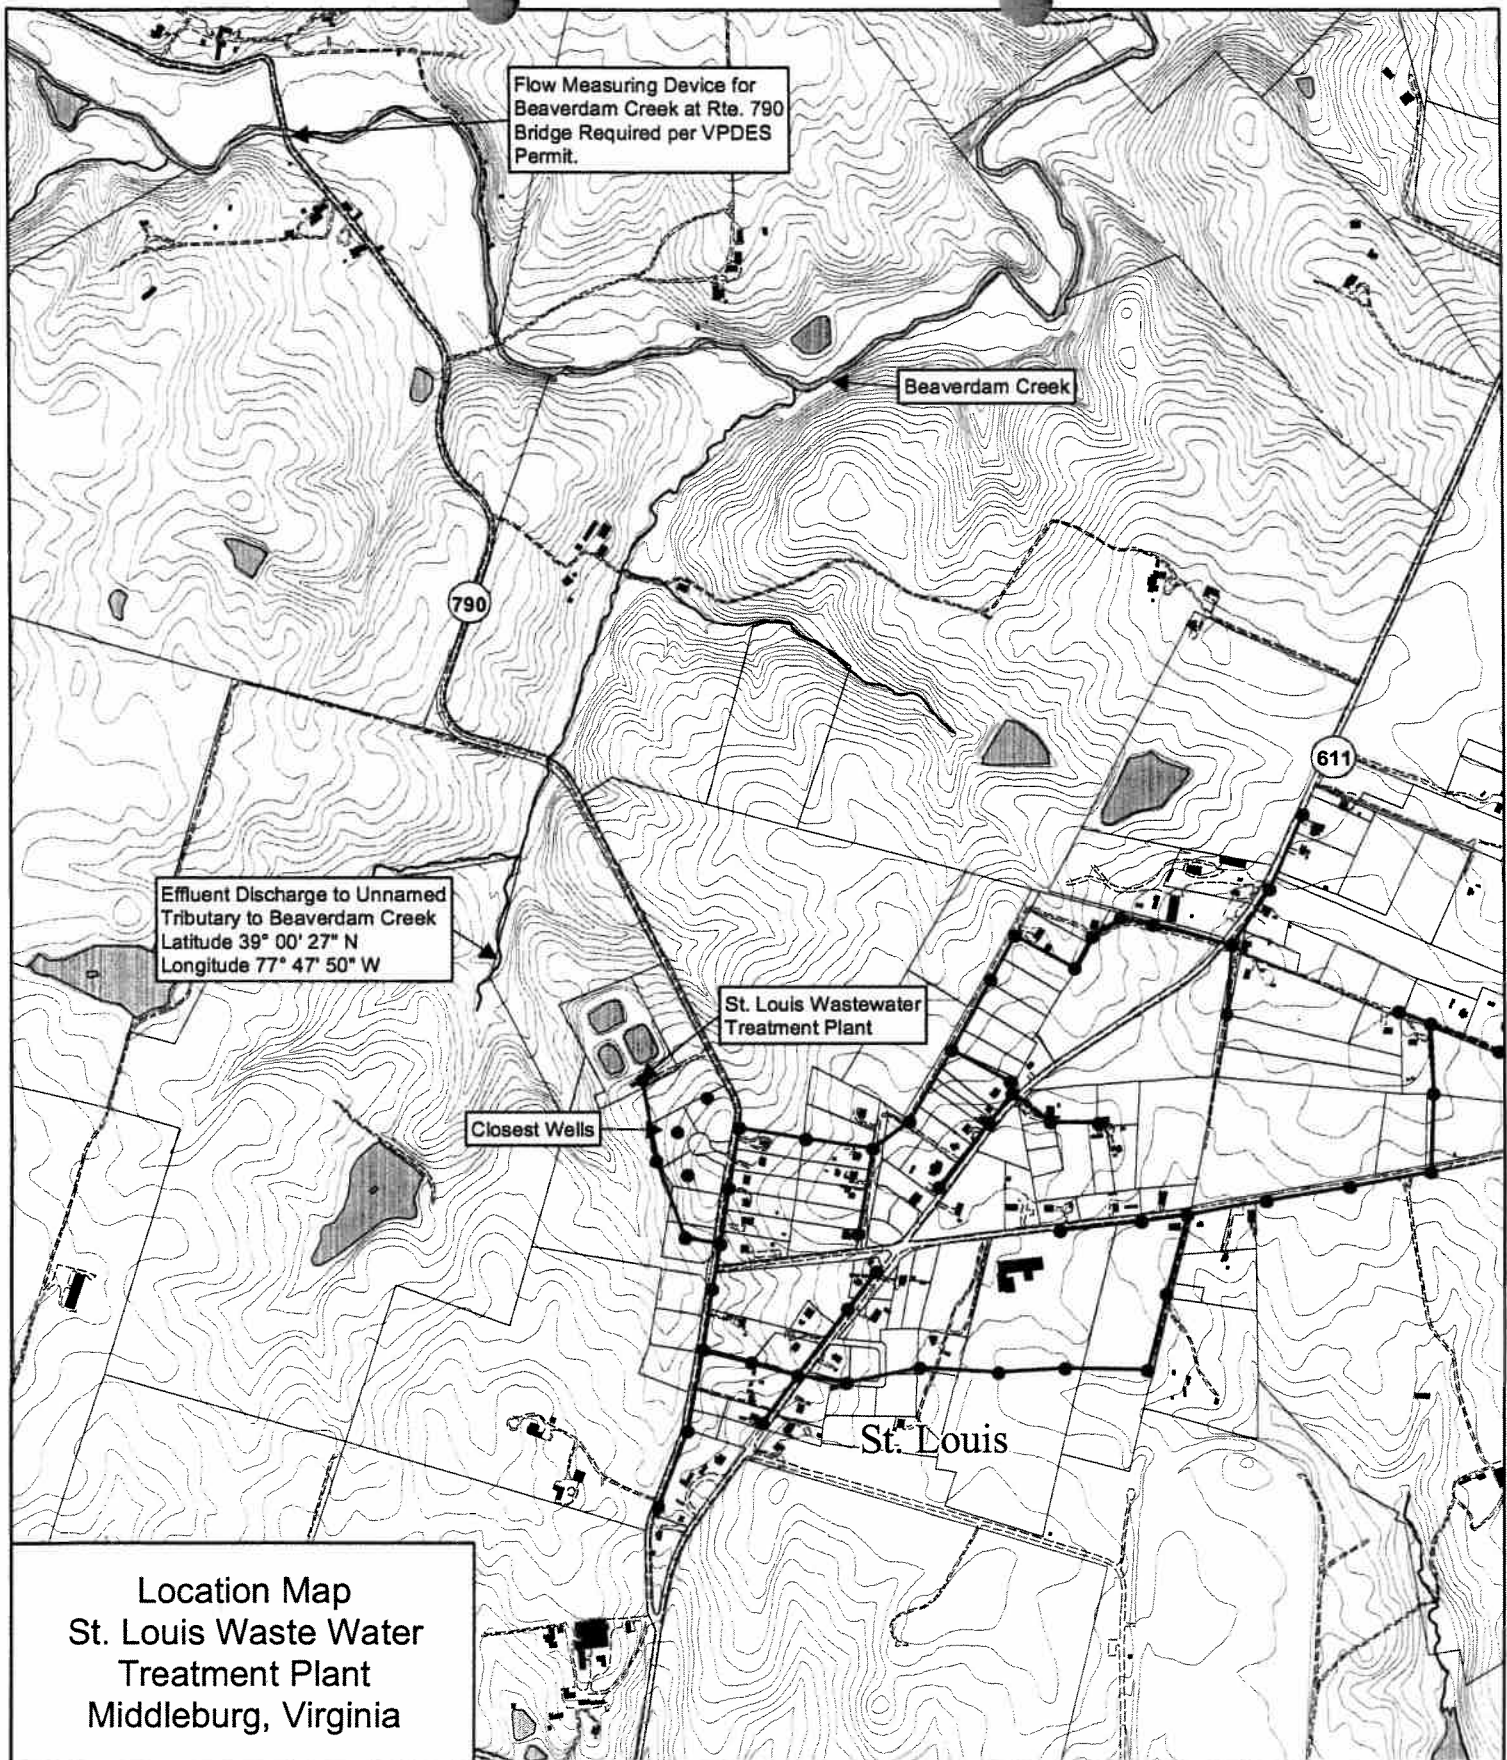 Flow Measuring Device for
Beaverdam Creek at Rte. 790
Bridge Required per VPDES
Permit.
Beaverdam Creek
790
611
Effluent Discharge to Unnamed
Tributary to Beaverdam Creek
Latitude 39° 00' 27" N
Longitude 77° 47' 50" W
St. Louis Wastewater
Treatment Plant
Closest Wells
St. Louis
Location Map
St. Louis Waste Water
Treatment Plant
Middleburg, Virginia